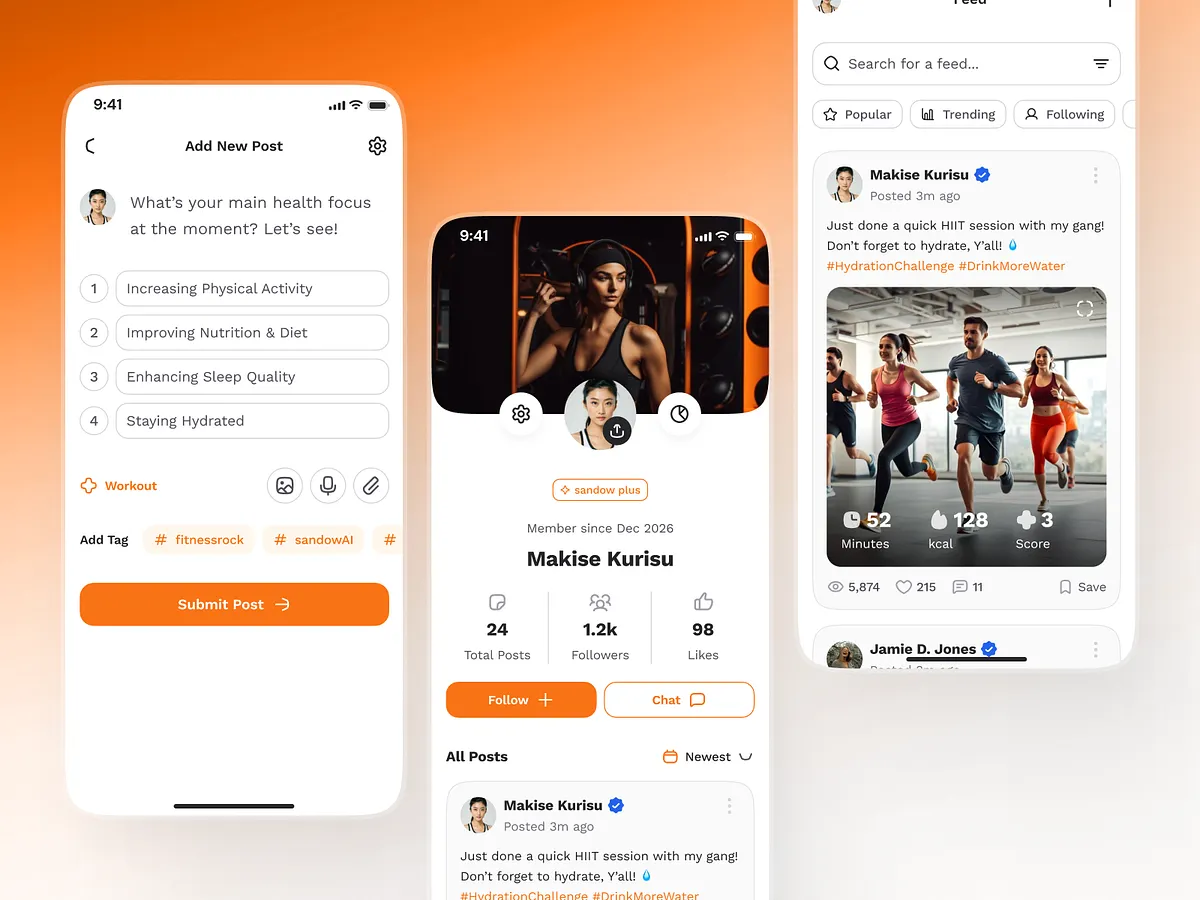 9:41
Add New Post
What's your main health focus
at the moment? Let's see!
1 Increasing Physical Activity
2 Improving Nutrition & Diet
3 Enhancing Sleep Quality
4 Staying Hydrated
Workout
Add Tag # fitnessrock # sandowAI #
Submit Post
9:41
sandow plus
Member since Dec 2026
Makise Kurisu
24 1.2k 98
Total Posts Followers Likes
Follow Chat
All Posts Newest
Makise Kurisu
Posted 3m ago
Just done a quick HIIT session with my gang!
Don't forget to hydrate, Y'all!
#HydrationChallenge #DrinkMoreWater
Feed
Search for a feed...
Popular Trending Following
Makise Kurisu
Posted 3m ago
Just done a quick HIIT session with my gang!
Don't forget to hydrate, Y'all!
#HydrationChallenge #DrinkMoreWater
52 128 3
Minutes kcal Score
5,874 215 11 Save
Jamie D. Jones
Posted 3m ago